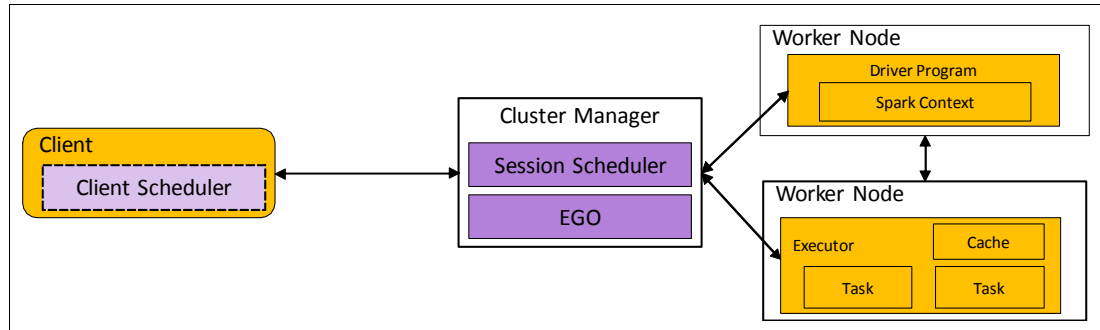 Client
Client Scheduler
Cluster Manager
Session Scheduler
EGO
Worker Node
Driver Program
Spark Context
Worker Node
Executor
Cache
Task
Task